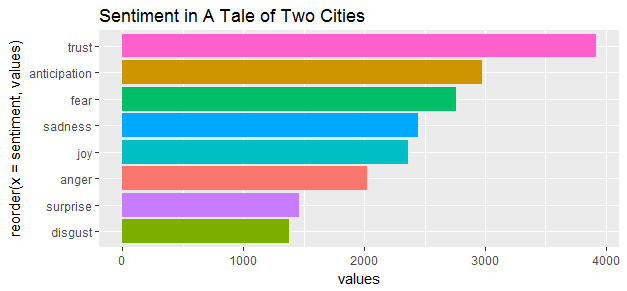 Sentiment in A Tale of Two Cities
reorder(x = sentiment, values)
trust
anticipation
fear
sadness
joy
anger
surprise
disgust
0 1000 2000 3000 4000
values